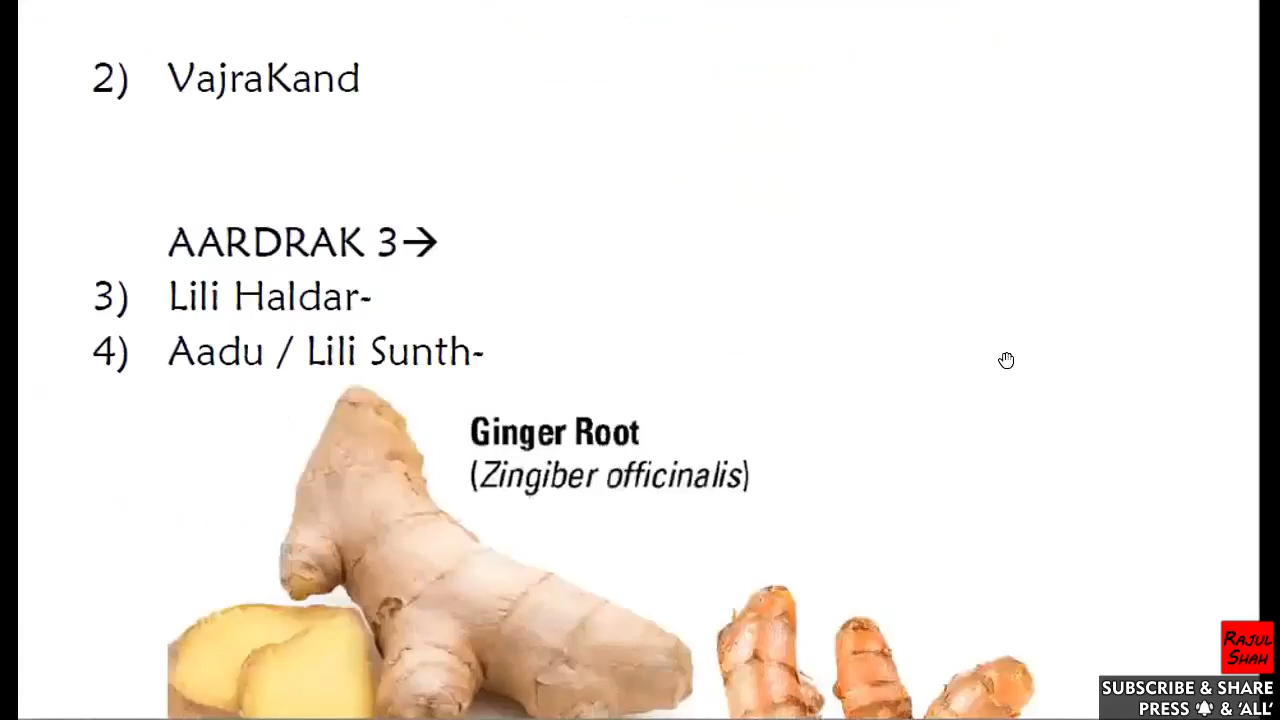 2) VajraKand
AARDRAK 3→
3) Lili Haldar-
4) Aadu / Lili Sunth-
Ginger Root
(Zingiber officinalis)
RAJUL
SHAH
SUBSCRIBE & SHARE
PRESS 🔔 & 'ALL'